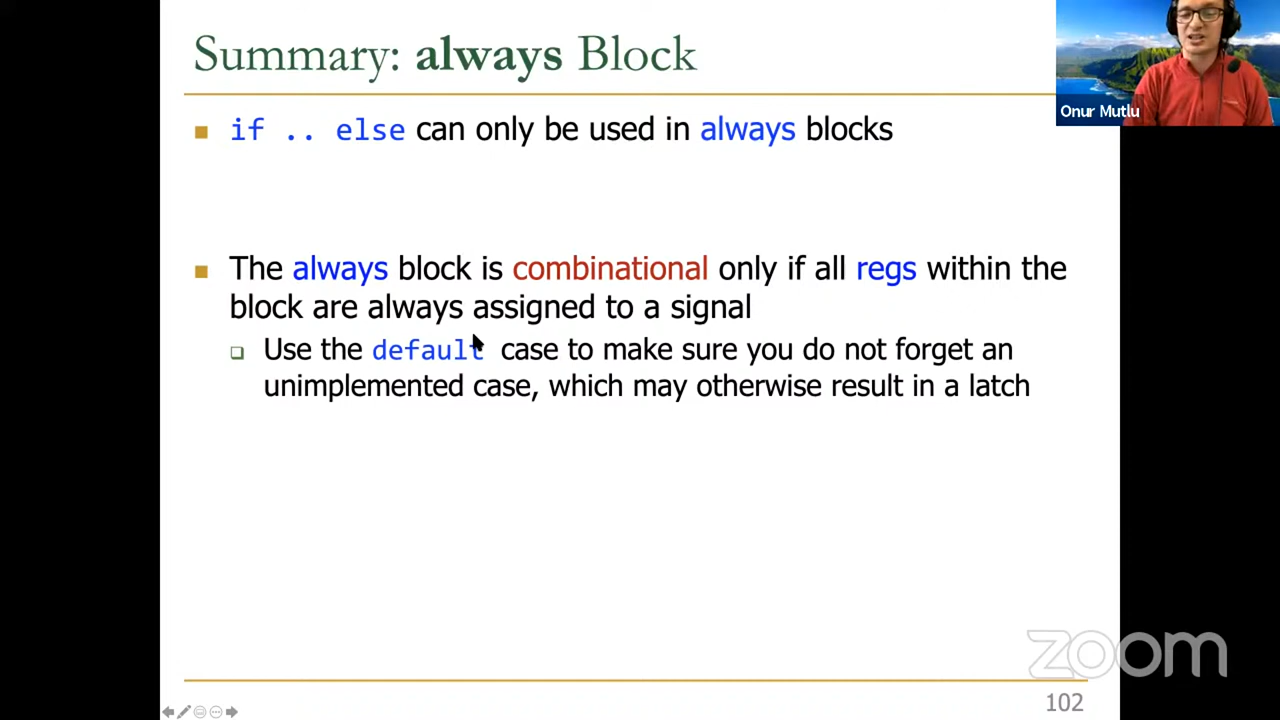 Summary: always Block
Onur Mutlu
if .. else can only be used in always blocks
The always block is combinational only if all regs within the
block are always assigned to a signal
Use the default case to make sure you do not forget an
unimplemented case, which may otherwise result in a latch
zoom
102